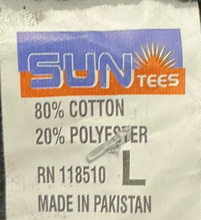 SUN
TEES
80% COTTON
20% POLYESTER
RN 118510 L
MADE IN PAKISTAN